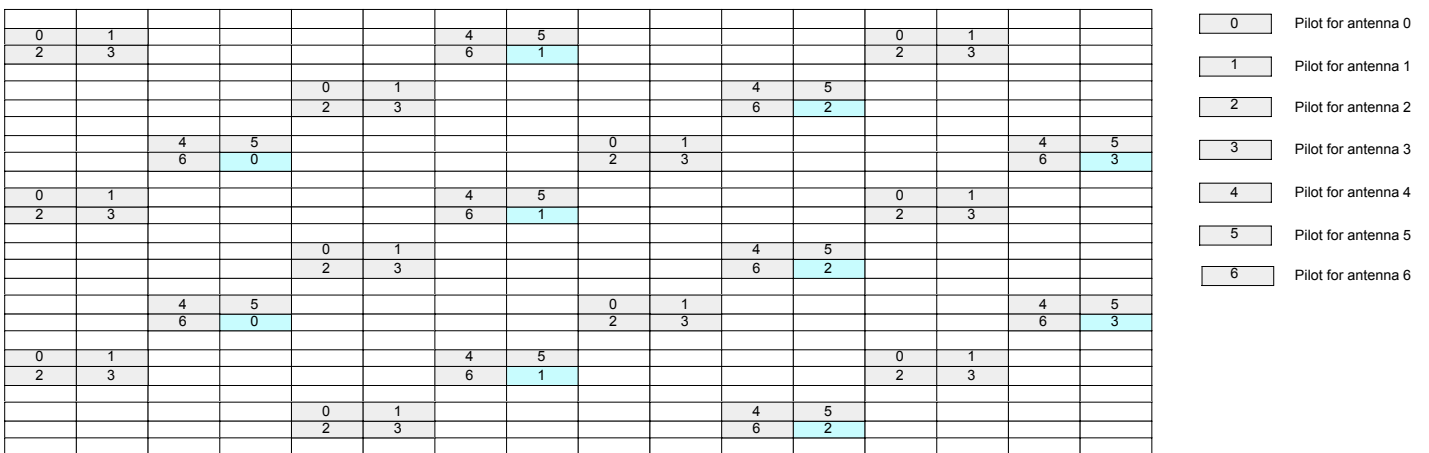 0 1 4 5 0 1
2 3 6 1 2 3
0 1 4 5
2 3 6 2
4 5 0 1 4 5
6 0 2 3 6 3
0 1 4 5 0 1
2 3 6 1 2 3
0 1 4 5
2 3 6 2
4 5 0 1 4 5
6 0 2 3 6 3
0 1 4 5 0 1
2 3 6 1 2 3
0 1 4 5
2 3 6 2
0 Pilot for antenna 0
1 Pilot for antenna 1
2 Pilot for antenna 2
3 Pilot for antenna 3
4 Pilot for antenna 4
5 Pilot for antenna 5
6 Pilot for antenna 6